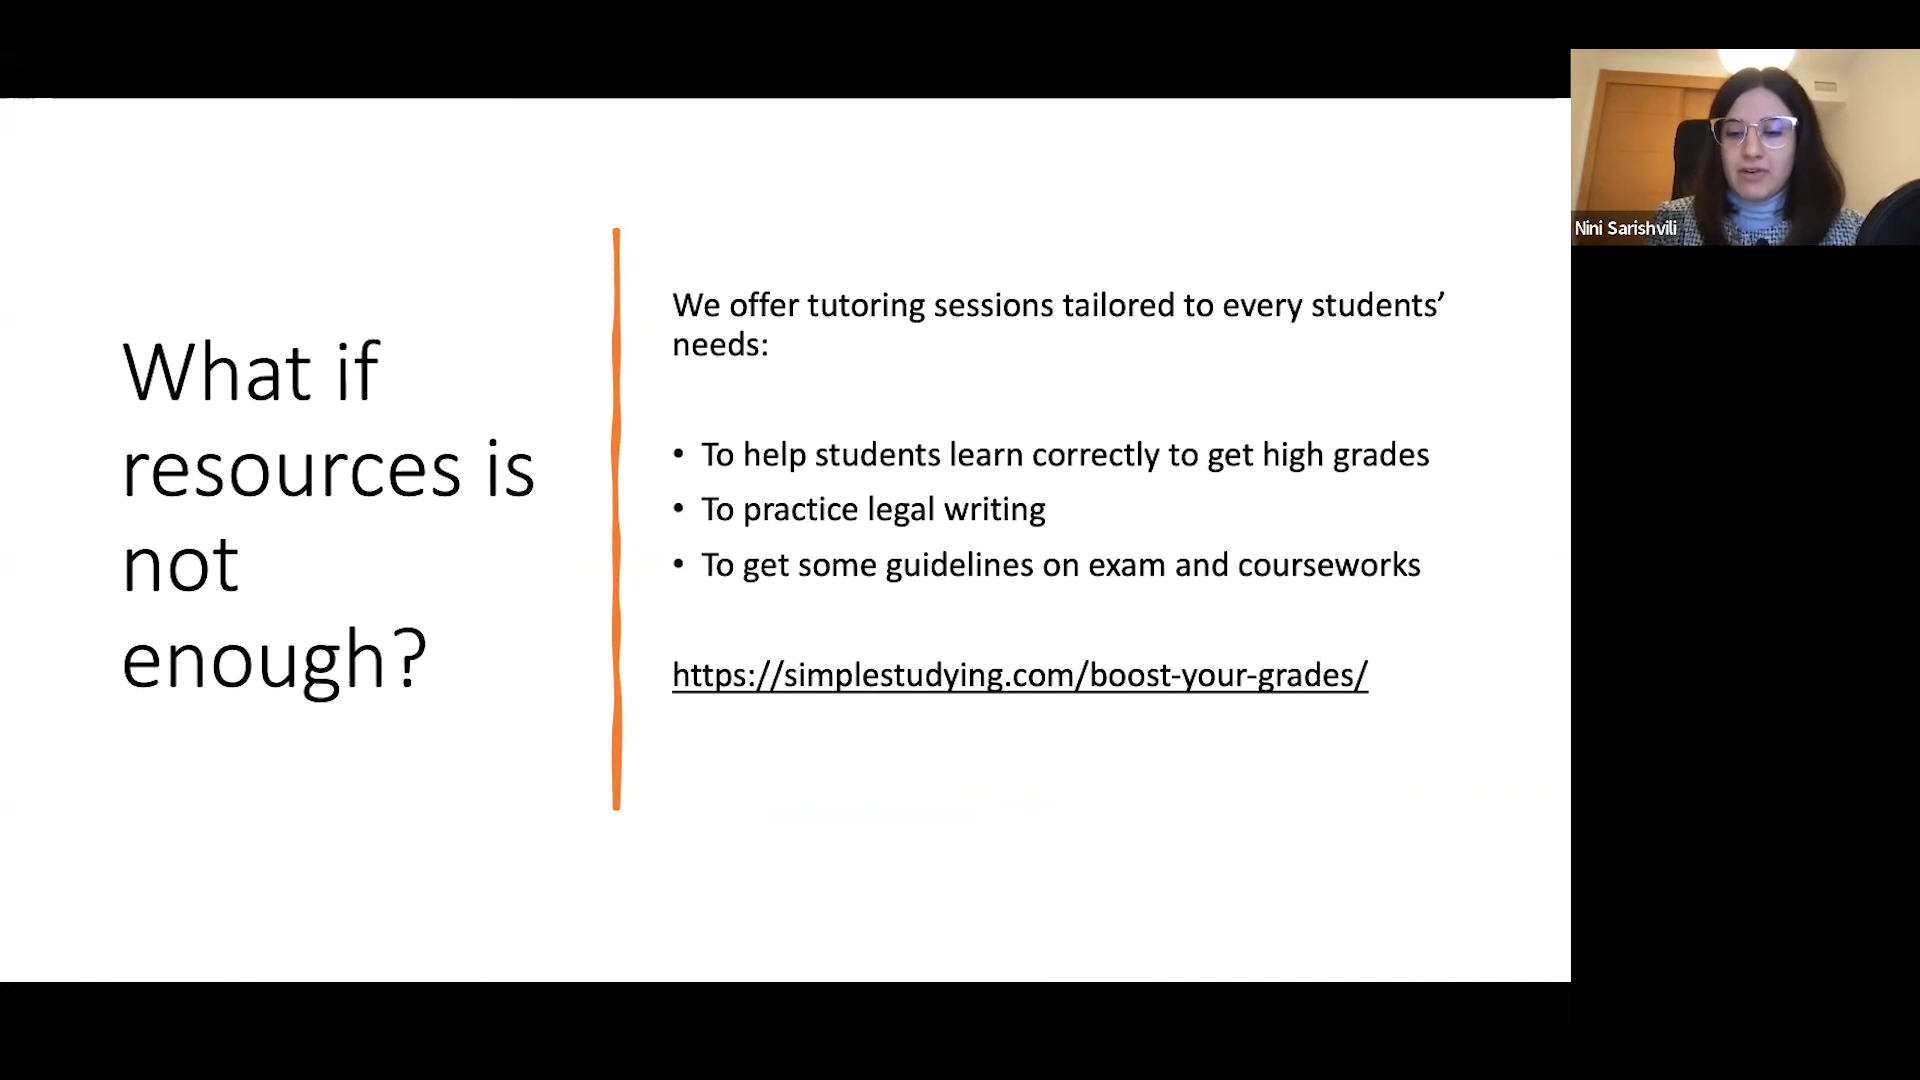 What if
resources is
not
enough?
We offer tutoring sessions tailored to every students’
needs:
• To help students learn correctly to get high grades
• To practice legal writing
• To get some guidelines on exam and courseworks
https://simplestudying.com/boost-your-grades/
Nini Sarishvili